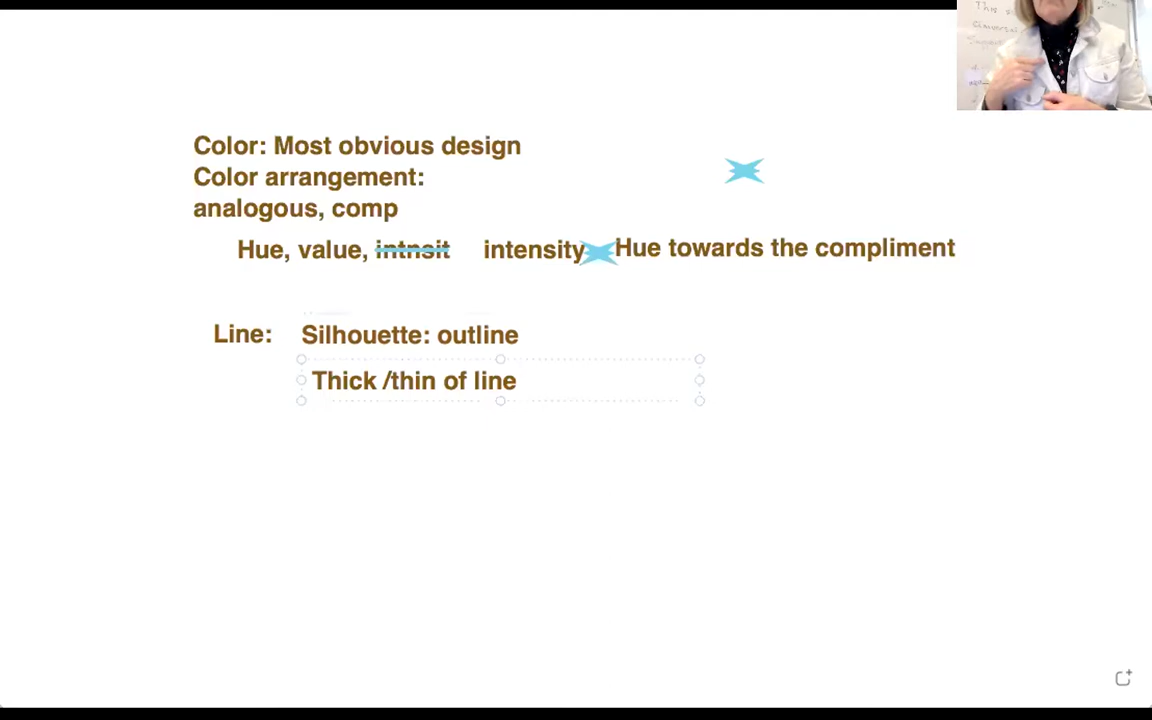 Color: Most obvious design
Color arrangement:
analogous, comp
Hue, value, intnsit intensity Hue towards the compliment
Line: Silhouette: outline
Thick /thin of line